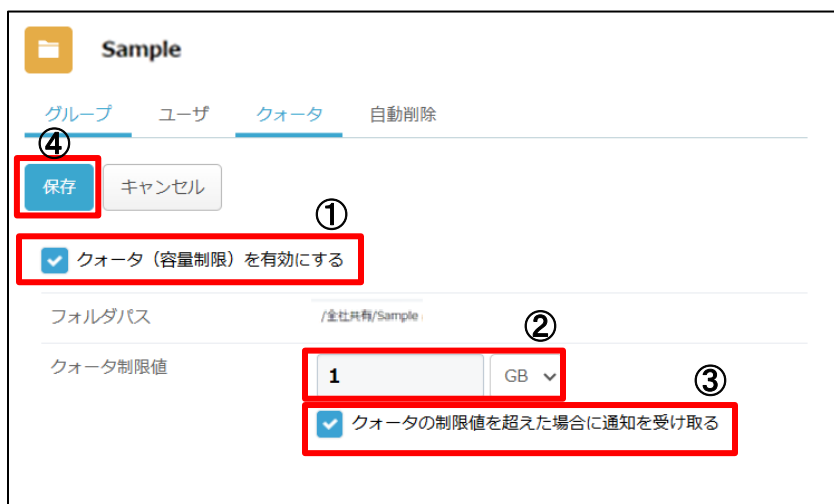 Sample
グループ ユーザ クォータ 自動削除
④
保存 キャンセル
①
クォータ（容量制限）を有効にする
フォルダパス /全社共有/Sample
②
クォータ制限値 1 GB
③
クォータの制限値を超えた場合に通知を受け取る